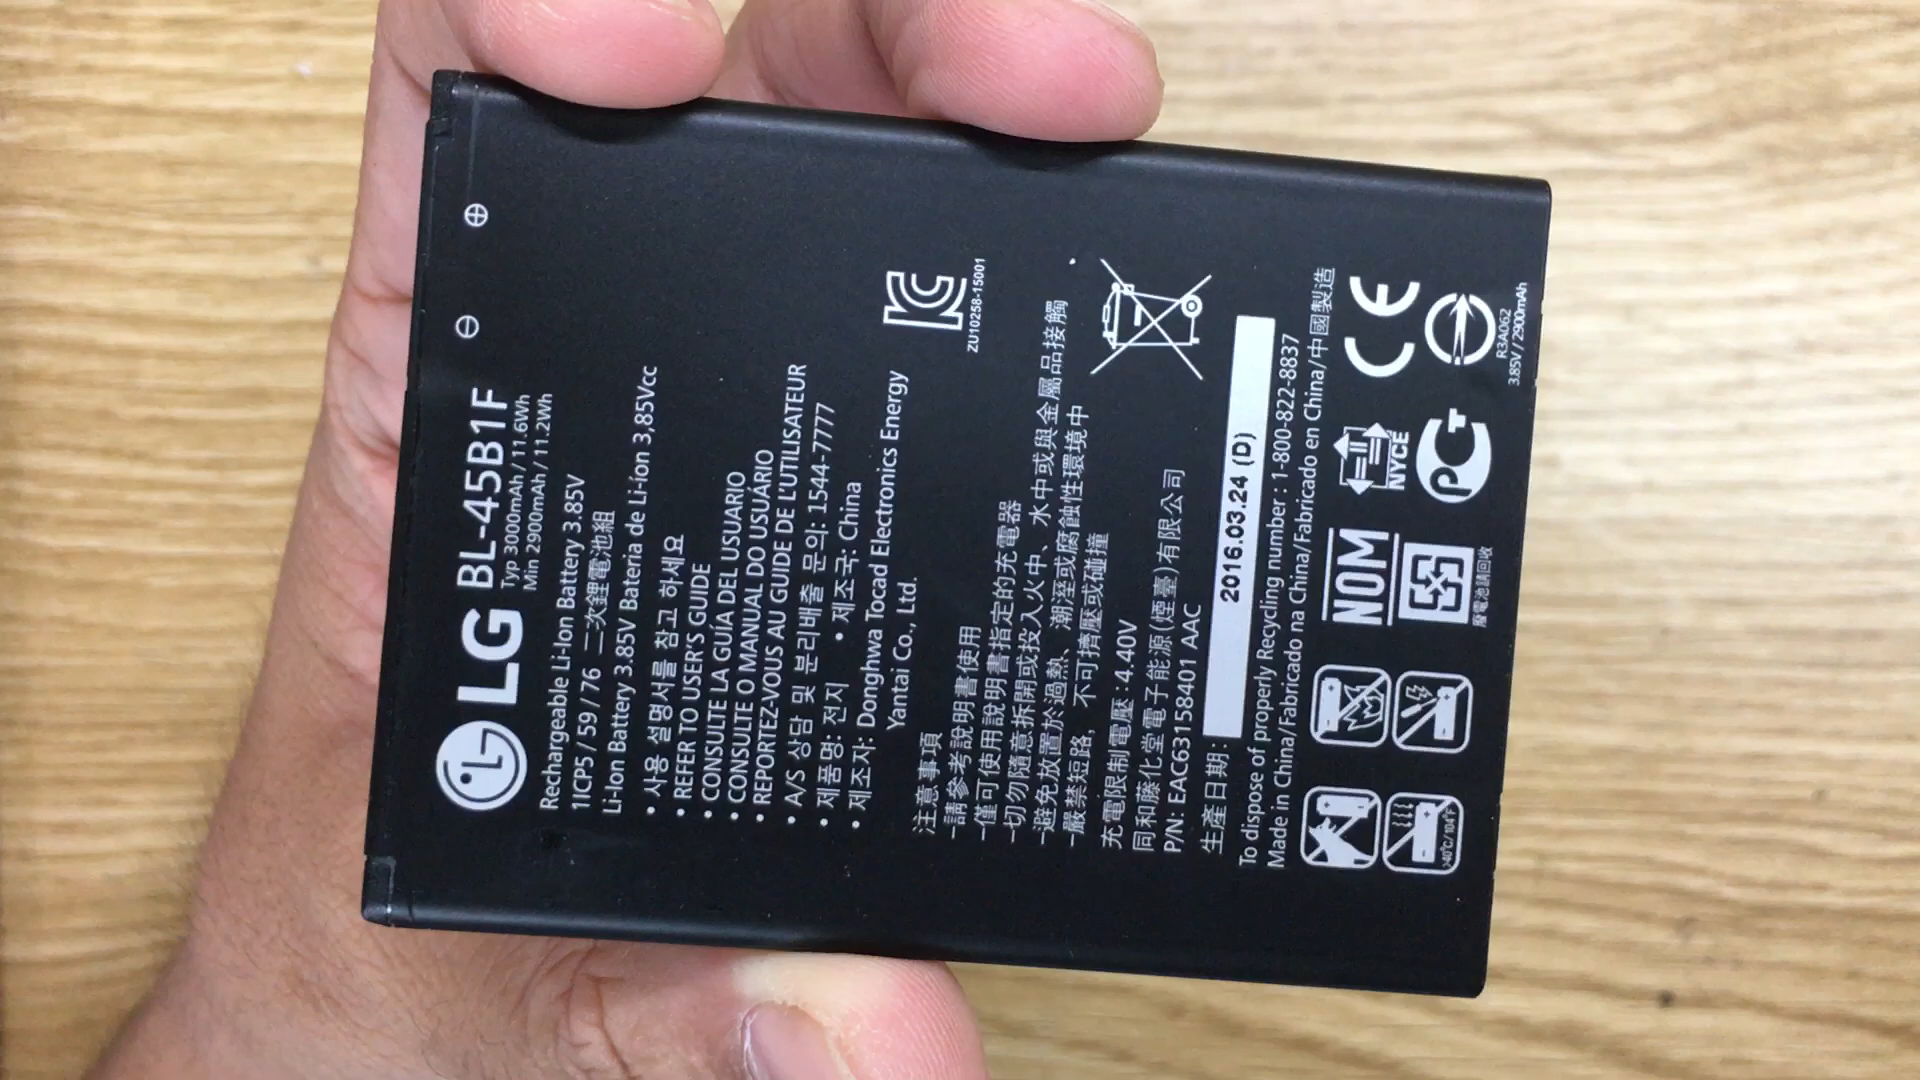 LG BL-45B1F
Typ 3000mAh / 11.6Wh
Min 2900mAh / 11.2Wh
Rechargeable Li-Ion Battery 3.85V
1ICP5 / 59 / 76 二次鋰電池組
Li-Ion Battery 3.85V Bateria de Li-ion 3,85Vcc
• 사용 설명서를 참고 하세요
• REFER TO USER'S GUIDE
• CONSULTE LA GUÍA DEL USUARIO
• CONSULTE O MANUAL DO USUÁRIO
• REPORTEZ-VOUS AU GUIDE DE L'UTILISATEUR
• A/S 상담 및 분리배출 문의: 1544-7777
• 제품명: 전지 • 제조국: China
• 제조자: Donghwa Tocad Electronics Energy
Yantai Co., Ltd.
ZU10258-15001
注意事項
-請參考說明書使用
-僅可使用說明書指定的充電器
-切勿隨意拆開或投入火中、水中或與金屬品接觸
-避免放置於過熱、潮溼或腐蝕性環境中
-嚴禁短路，不可擠壓或碰撞
充電限制電壓 : 4.40V
同和滕化堂電子能源(煙臺)有限公司
P/N: EAC63158401 AAC
生產日期: 2016.03.24 (D)
To dispose of properly Recycling number : 1-800-822-8837
Made in China/Fabricado na China/Fabricado en China/中國製造
NOM
NYCE
CE
PG
>40°C/104°F
廢電池請回收
R3A062
3.85V / 2900mAh